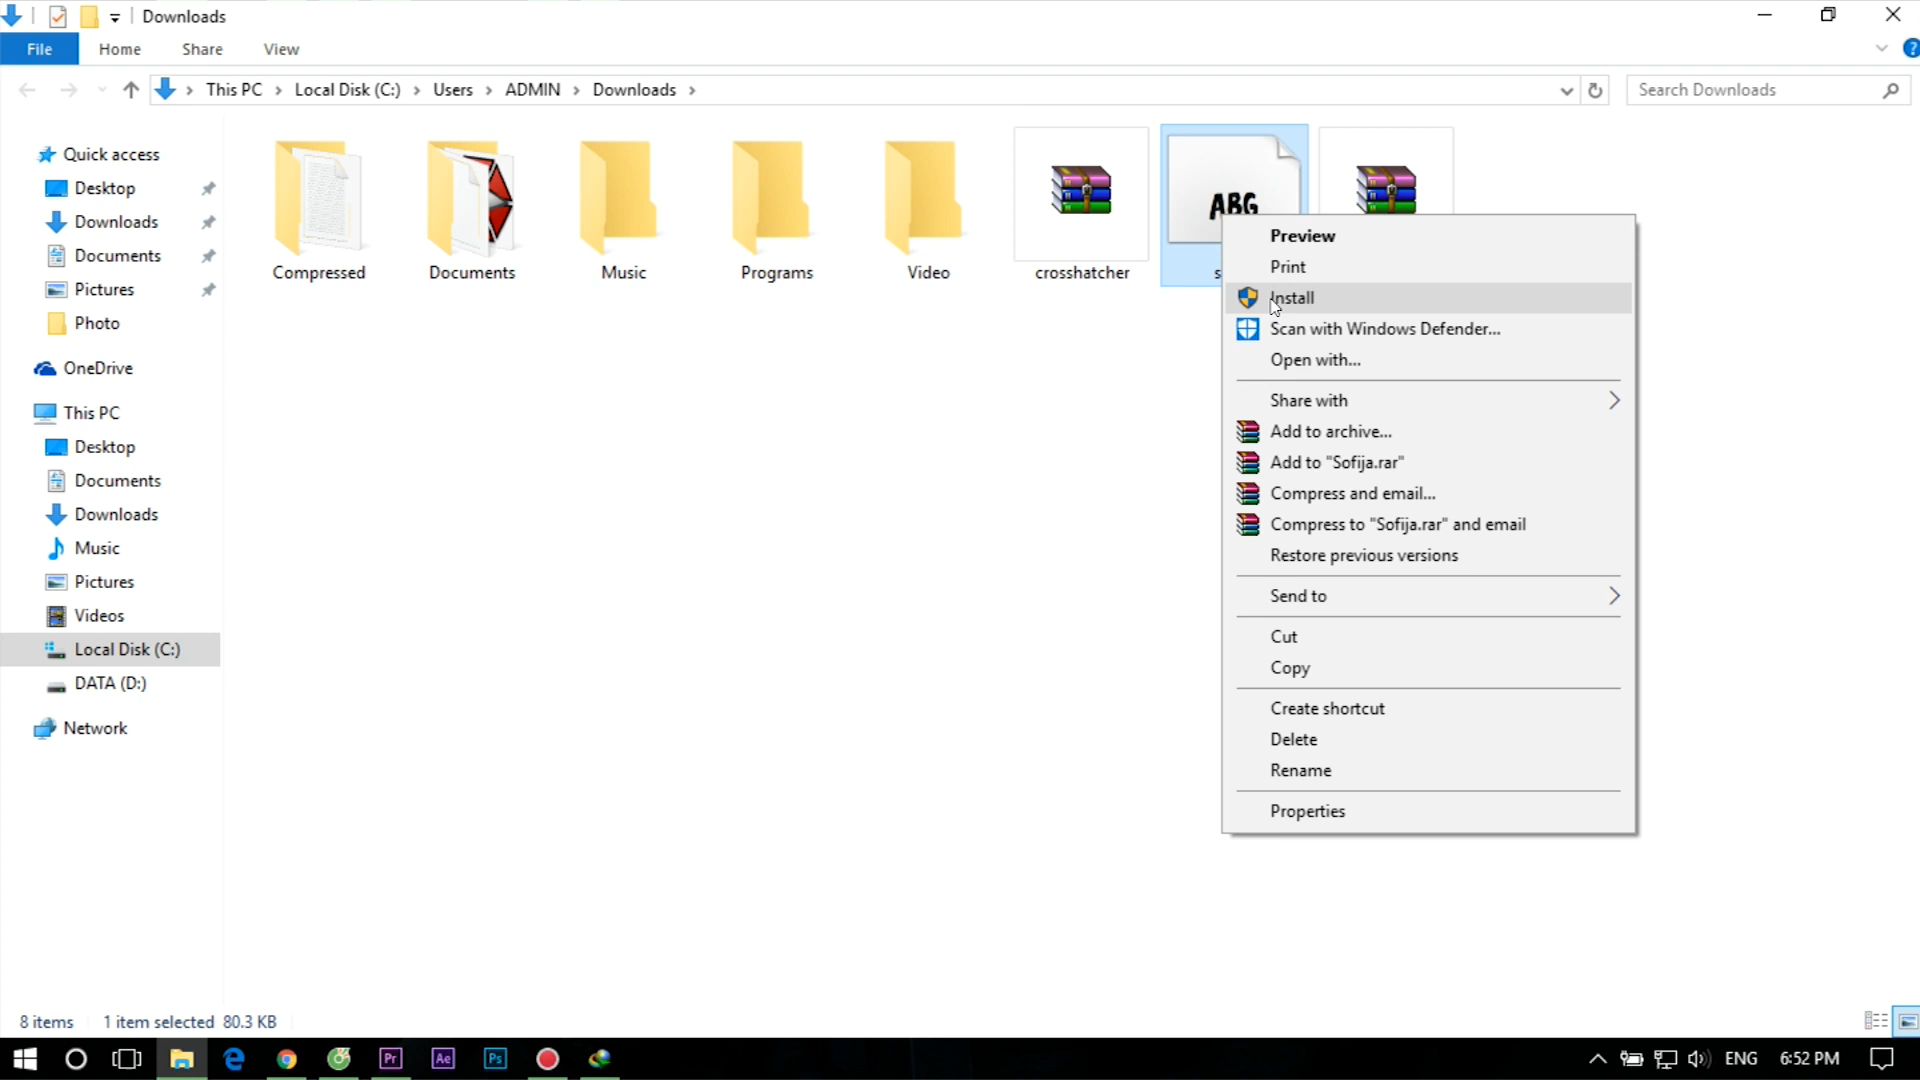 Downloads
File Home Share View
This PC Local Disk (C:) Users ADMIN Downloads
Search Downloads
Quick access
Desktop
Downloads
Documents
Pictures
Photo
OneDrive
This PC
Desktop
Documents
Downloads
Music
Pictures
Videos
Local Disk (C:)
DATA (D:)
Network
Compressed Documents Music Programs Video crosshatcher
ABG
Preview
Print
Install
Scan with Windows Defender...
Open with...
Share with
Add to archive...
Add to "Sofija.rar"
Compress and email...
Compress to "Sofija.rar" and email
Restore previous versions
Send to
Cut
Copy
Create shortcut
Delete
Rename
Properties
8 items 1 item selected 80.3 KB
Pr Ae Ps
ENG 6:52 PM